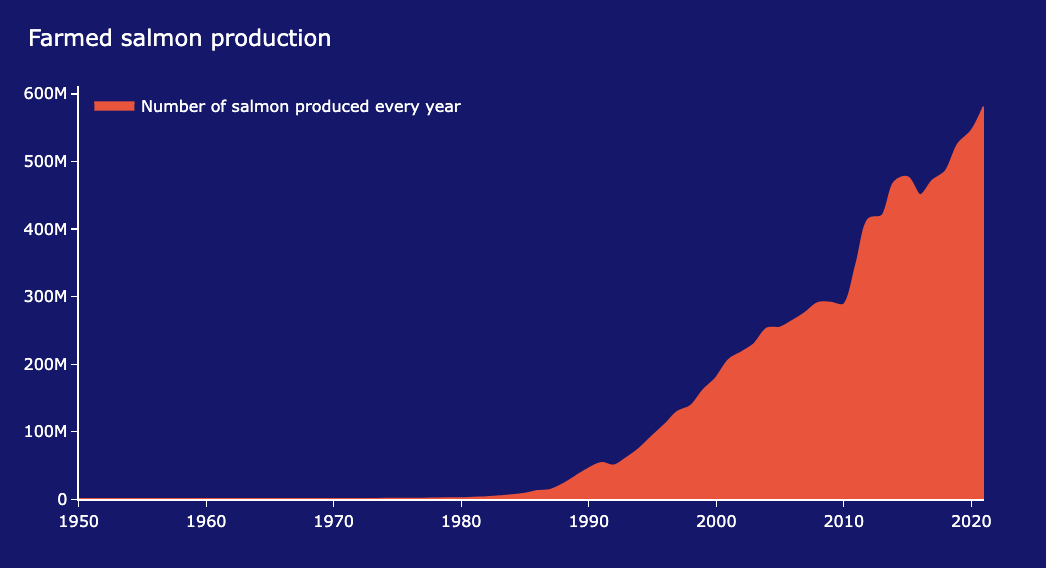 Farmed salmon production
600M
Number of salmon produced every year
500M
400M
300M
200M
100M
0
1950 1960 1970 1980 1990 2000 2010 2020